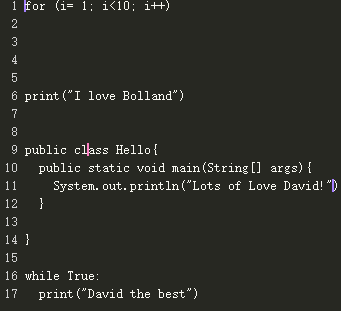 1 for (i= 1; i<10; i++)
2
3
4
5
6 print("I love Bolland")
7
8
9 public class Hello{
10 public static void main(String[] args){
11 System.out.println("Lots of Love David!")
12 }
13
14 }
15
16 while True:
17 print("David the best")